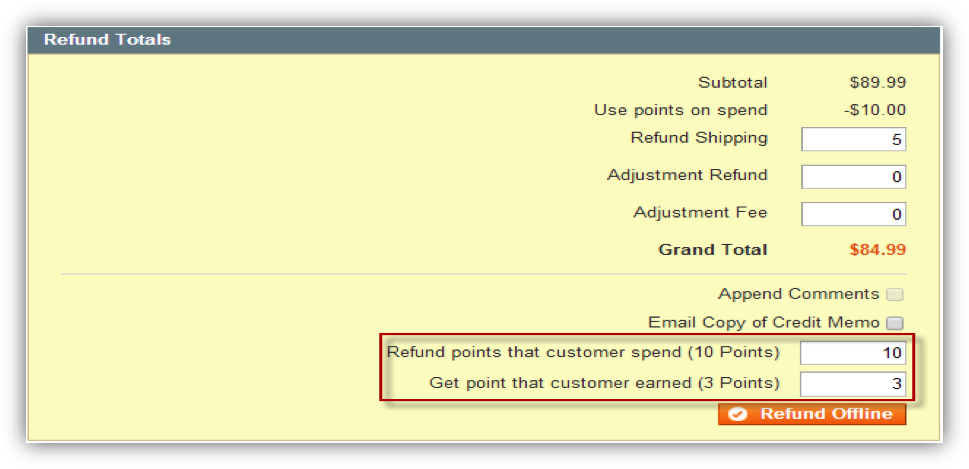 Refund Totals
Subtotal $89.99
Use points on spend -$10.00
Refund Shipping 5
Adjustment Refund 0
Adjustment Fee 0
Grand Total $84.99
Append Comments
Email Copy of Credit Memo
Refund points that customer spend (10 Points) 10
Get point that customer earned (3 Points) 3
Refund Offline